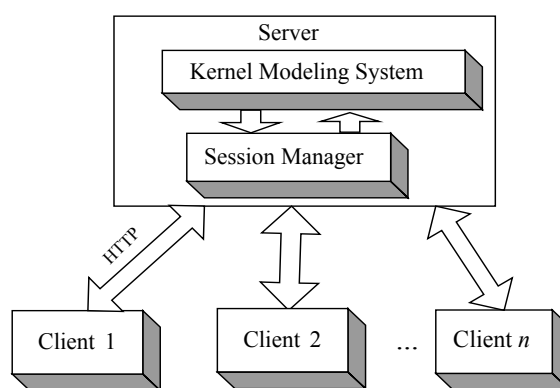 Server
Kernel Modeling System
Session Manager
HTTP
Client 1
Client 2
...
Client n